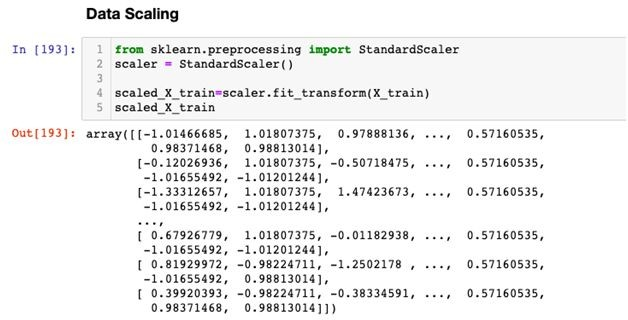 Data Scaling
In [193]: 1 from sklearn.preprocessing import StandardScaler
2 scaler = StandardScaler()
3
4 scaled_X_train=scaler.fit_transform(X_train)
5 scaled_X_train
Out[193]: array([[-1.01466685, 1.01807375, 0.97888136, ..., 0.57160535,
0.98371468, 0.98813014],
[-0.12026936, 1.01807375, -0.50718475, ..., 0.57160535,
-1.01655492, -1.01201244],
[-1.33312657, 1.01807375, 1.47423673, ..., 0.57160535,
-1.01655492, -1.01201244],
...,
[ 0.67926779, 1.01807375, -0.01182938, ..., 0.57160535,
-1.01655492, -1.01201244],
[ 0.81929972, -0.98224711, -1.2502178 , ..., 0.57160535,
-1.01655492, 0.98813014],
[ 0.39920393, -0.98224711, -0.38334591, ..., 0.57160535,
0.98371468, 0.98813014]])